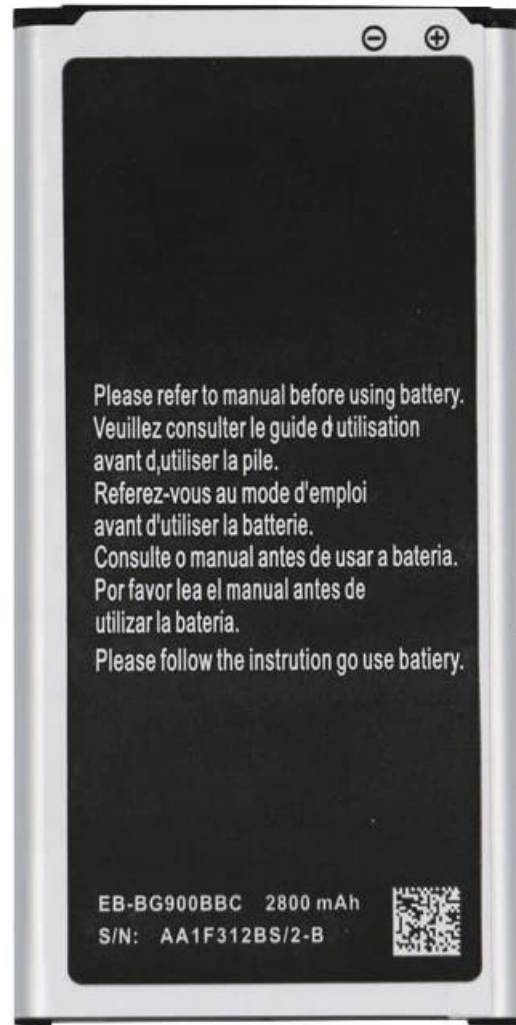 ⊖ ⊕
Please refer to manual before using battery.
Veuillez consulter le guide d'utilisation
avant d,utiliser la pile.
Referez-vous au mode d'emploi
avant d'utiliser la batterie.
Consulte o manual antes de usar a bateria.
Por favor lea el manual antes de
utilizar la bateria.
Please follow the instrution go use batiery.
EB-BG900BBC 2800 mAh
S/N: AA1F312BS/2-B